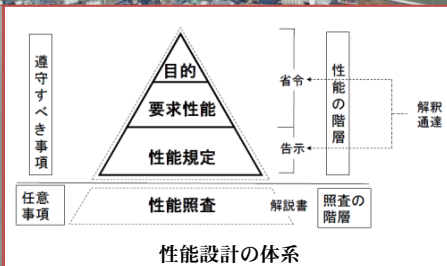 遵守すべき事項
目的
要求性能
性能規定
省令
告示
性能の階層
解釈
通達
任意
事項
性能照査
解説書
照査の
階層
性能設計の体系